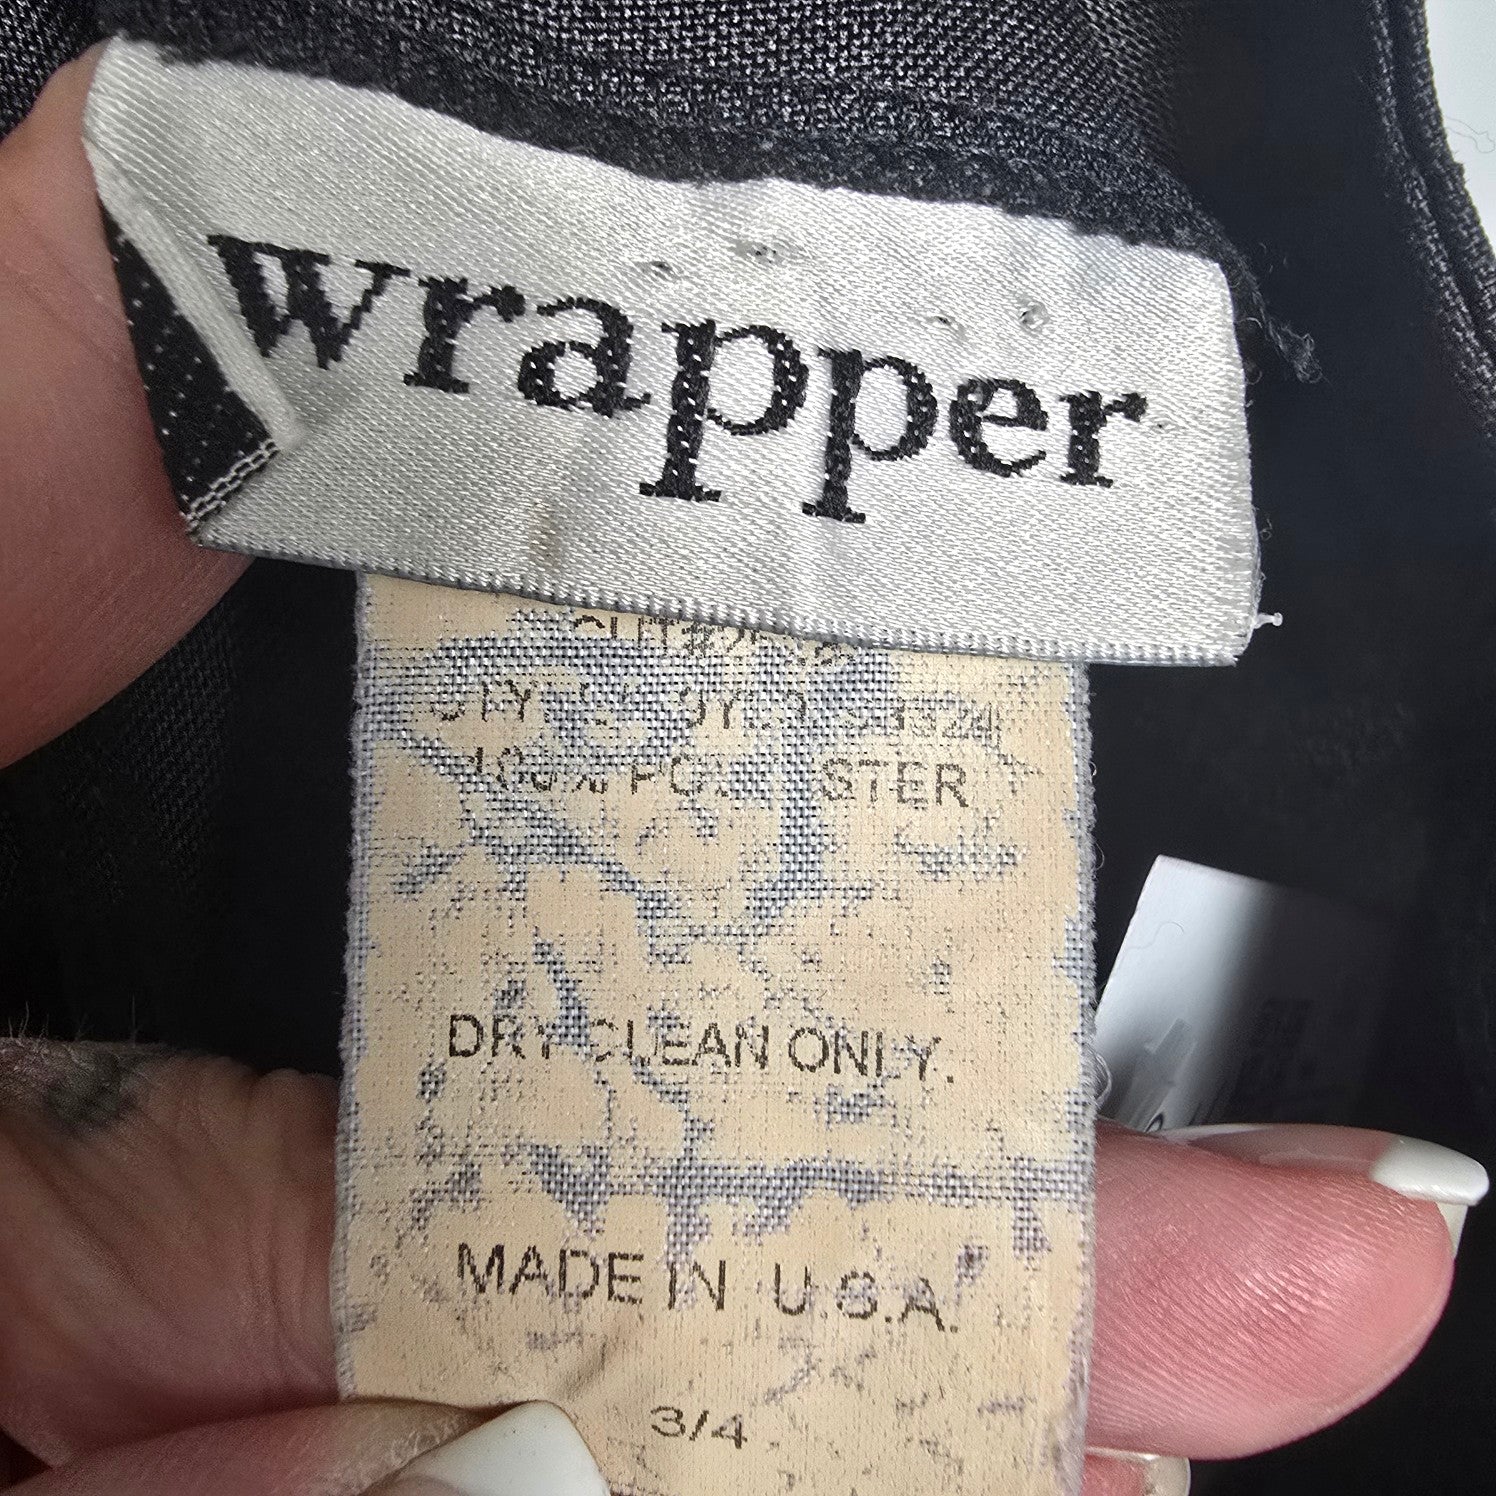 wrapper
100% POLYESTER
DRY CLEAN ONLY.
MADE IN U.S.A.
3/4